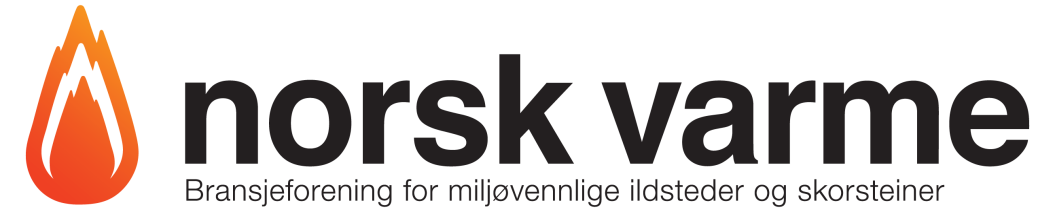 norsk varme
Bransjeforening for miljøvennlige ildsteder og skorsteiner